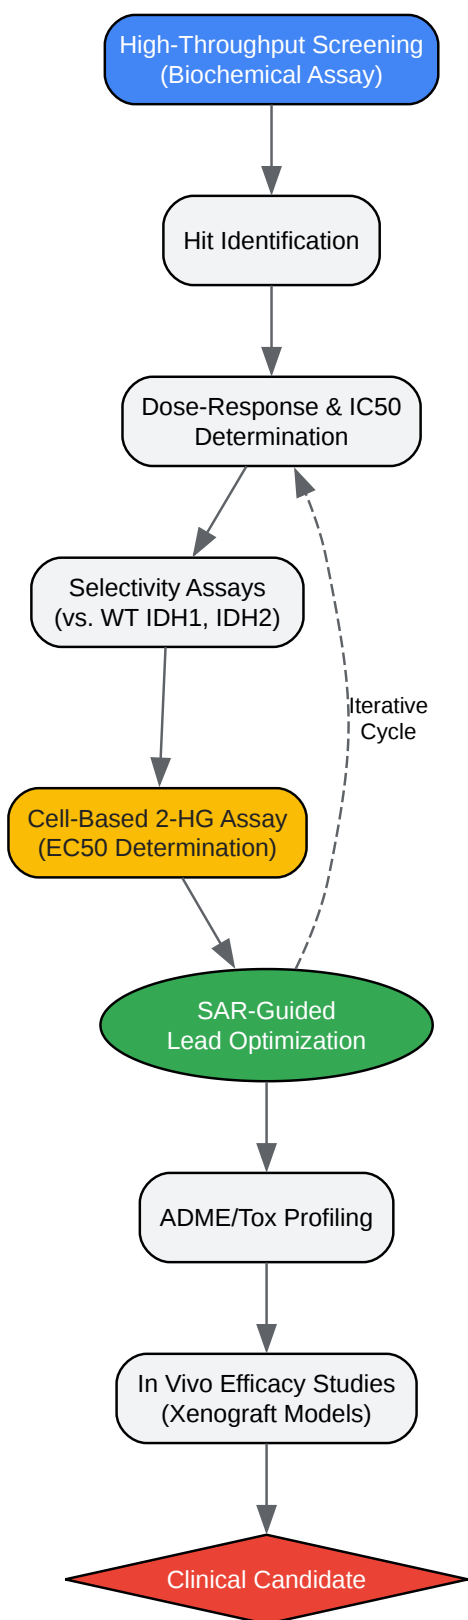 High-Throughput Screening
(Biochemical Assay)
Hit Identification
Dose-Response & IC50
Determination
Selectivity Assays
(vs. WT IDH1, IDH2)
Iterative
Cycle
Cell-Based 2-HG Assay
(EC50 Determination)
SAR-Guided
Lead Optimization
ADME/Tox Profiling
In Vivo Efficacy Studies
(Xenograft Models)
Clinical Candidate